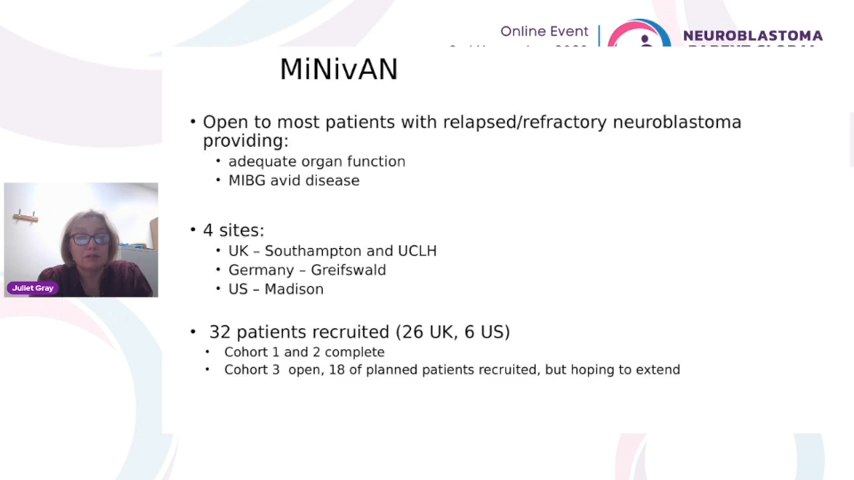 Online Event
NEUROBLASTOMA
MiNivAN
• Open to most patients with relapsed/refractory neuroblastoma
providing:
• adequate organ function
• MIBG avid disease
• 4 sites:
• UK – Southampton and UCLH
• Germany – Greifswald
• US – Madison
Juliet Gray
• 32 patients recruited (26 UK, 6 US)
• Cohort 1 and 2 complete
• Cohort 3 open, 18 of planned patients recruited, but hoping to extend